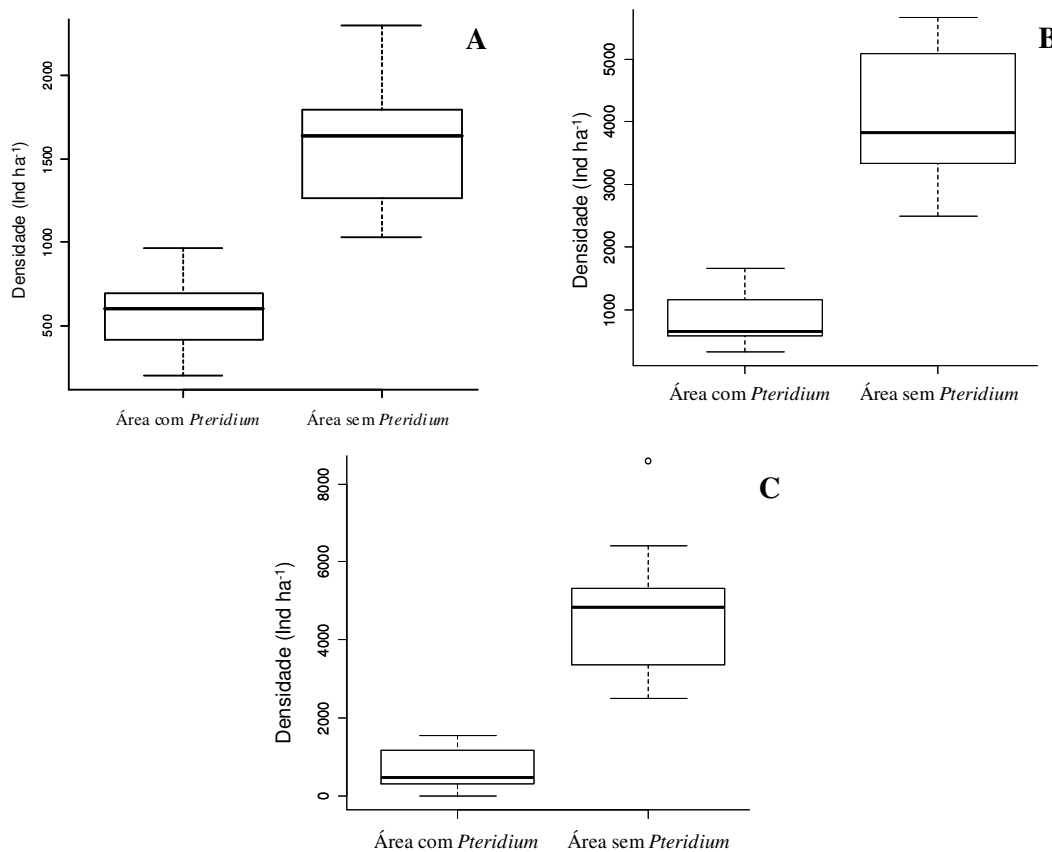 A
Densidade (Ind ha-1)
2000
1500
1000
500
Área com Pteridium Área sem Pteridium
B
Densidade (Ind ha-1)
5000
4000
3000
2000
1000
Área com Pteridium Área sem Pteridium
C
Densidade (Ind ha-1)
8000
6000
4000
2000
0
Área com Pteridium Área sem Pteridium